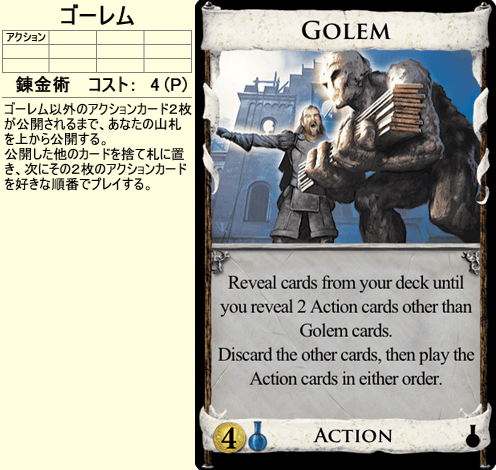 ゴーレム
アクション
錬金術　コスト：　4（P）
ゴーレム以外のアクションカード２枚
が公開されるまで、あなたの山札
を上から公開する。
公開した他のカードを捨て札に置
き、次にその２枚のアクションカード
を好きな順番でプレイする。
GOLEM
Reveal cards from your deck until
you reveal 2 Action cards other than
Golem cards.
Discard the other cards, then play the
Action cards in either order.
4
ACTION